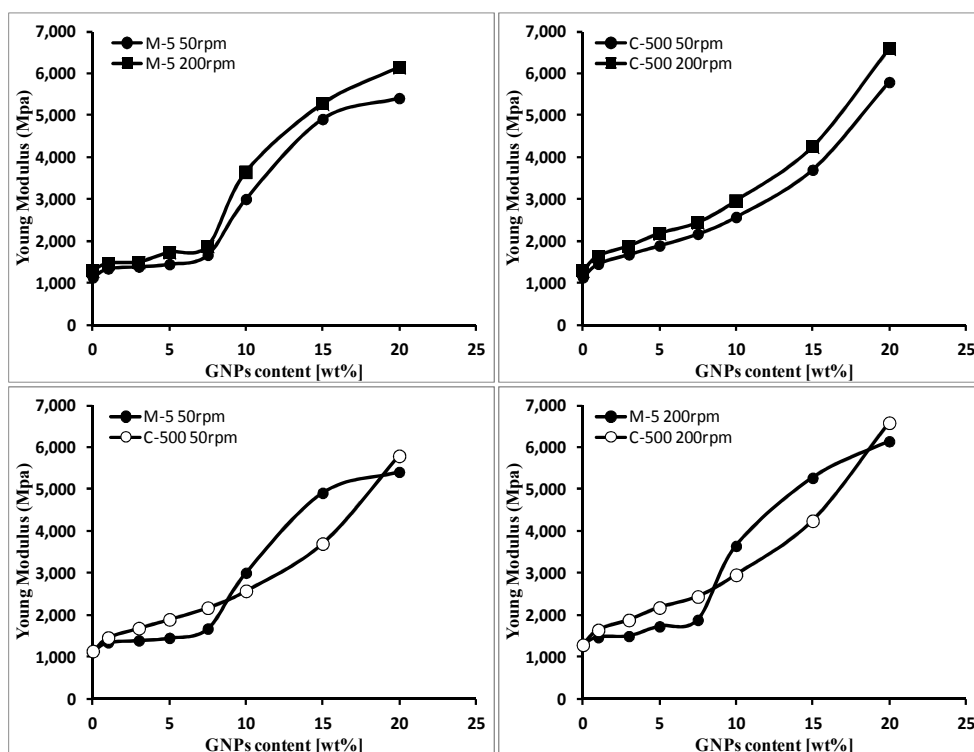 7,000
6,000
5,000
4,000
3,000
2,000
1,000
0
Young Modulus (Mpa)
M-5 50rpm
M-5 200rpm
0 5 10 15 20 25
GNPs content [wt%]
7,000
6,000
5,000
4,000
3,000
2,000
1,000
0
Young Modulus (Mpa)
C-500 50rpm
C-500 200rpm
0 5 10 15 20 25
GNPs content [wt%]
7,000
6,000
5,000
4,000
3,000
2,000
1,000
0
Young Modulus (Mpa)
M-5 50rpm
C-500 50rpm
0 5 10 15 20 25
GNPs content [wt%]
7,000
6,000
5,000
4,000
3,000
2,000
1,000
0
Young Modulus (Mpa)
M-5 200rpm
C-500 200rpm
0 5 10 15 20 25
GNPs content [wt%]